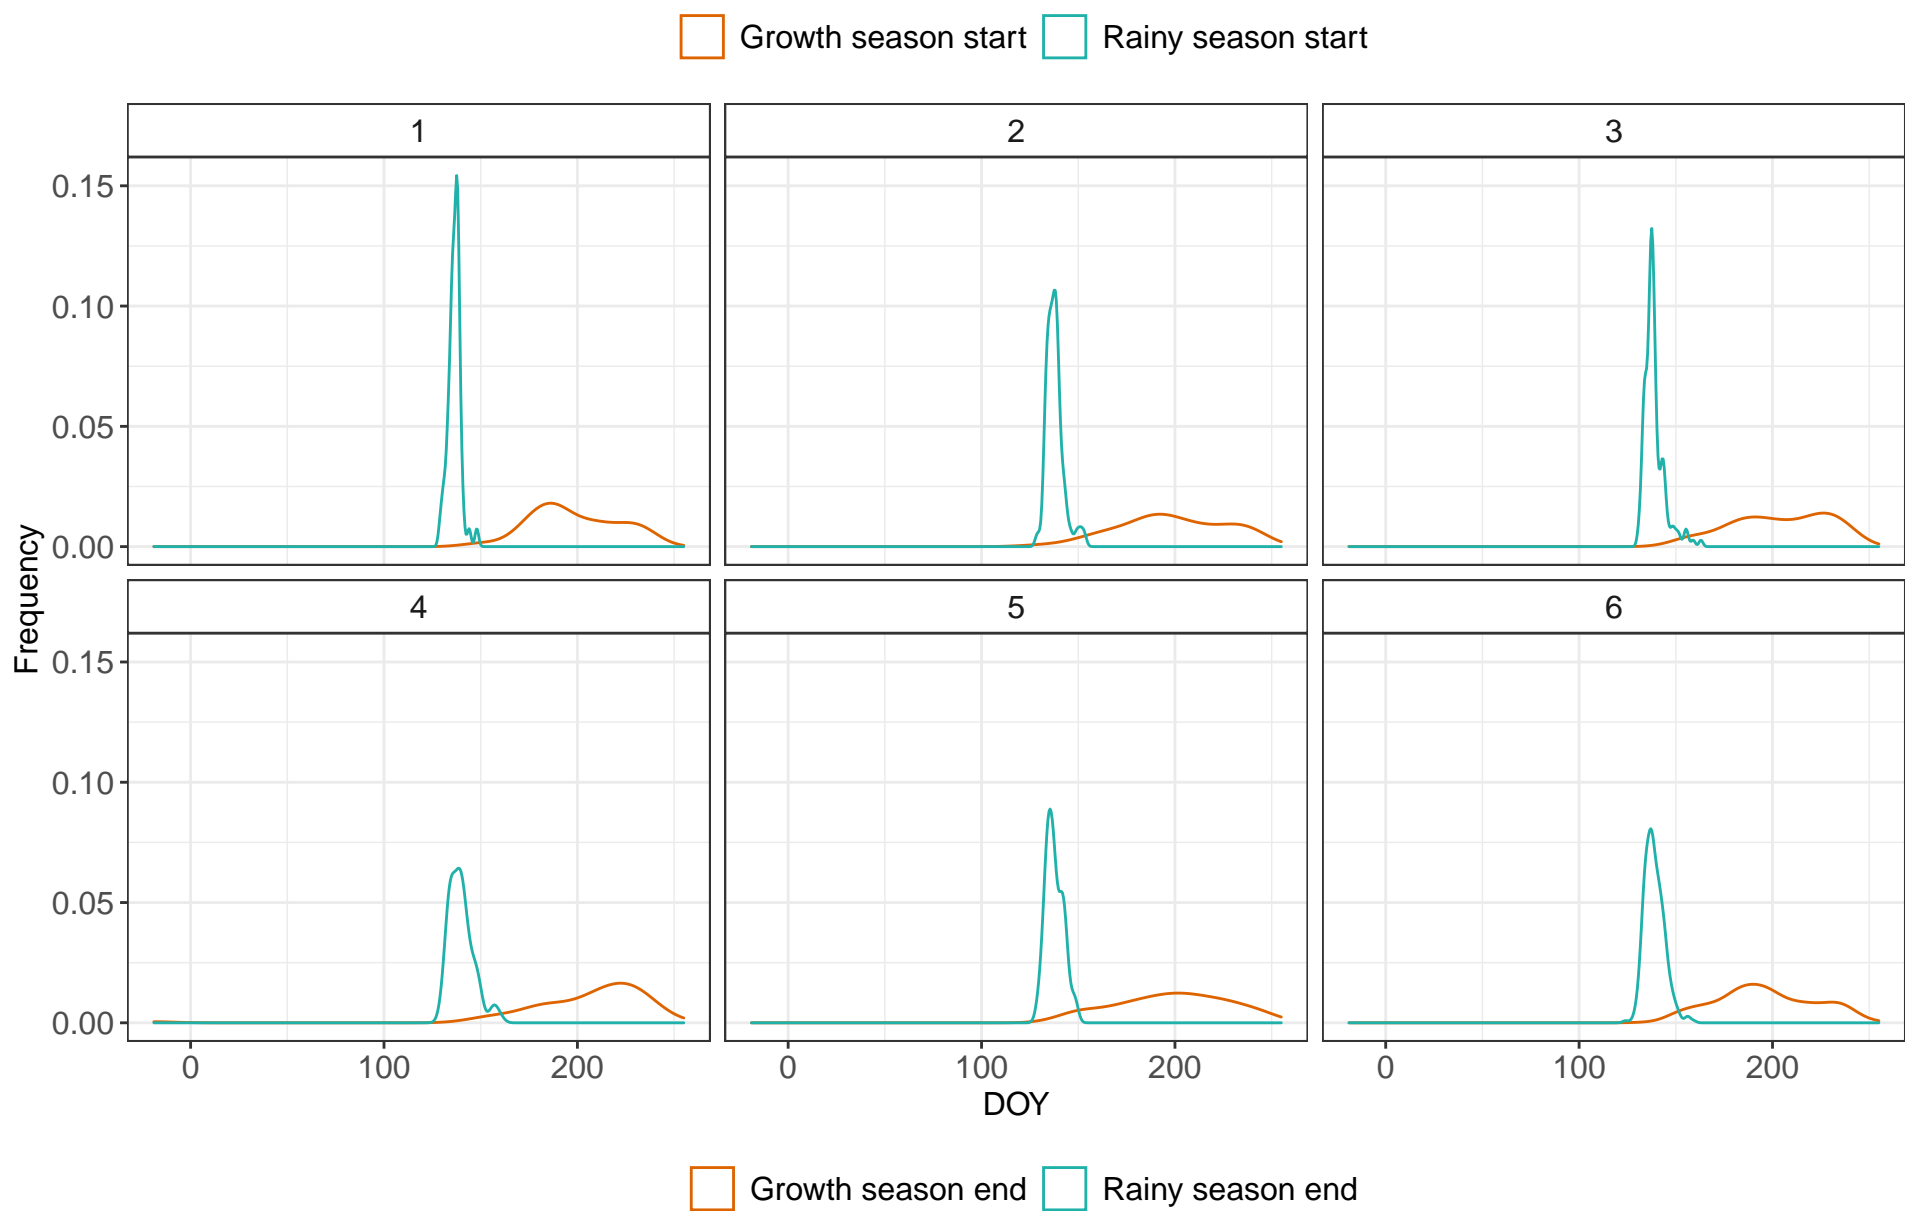 Growth season start Rainy season start
1 2 3
0.15
0.10
0.05
0.00
4 5 6
Frequency
0.15
0.10
0.05
0.00
0 100 200 0 100 200 0 100 200
DOY
Growth season end Rainy season end